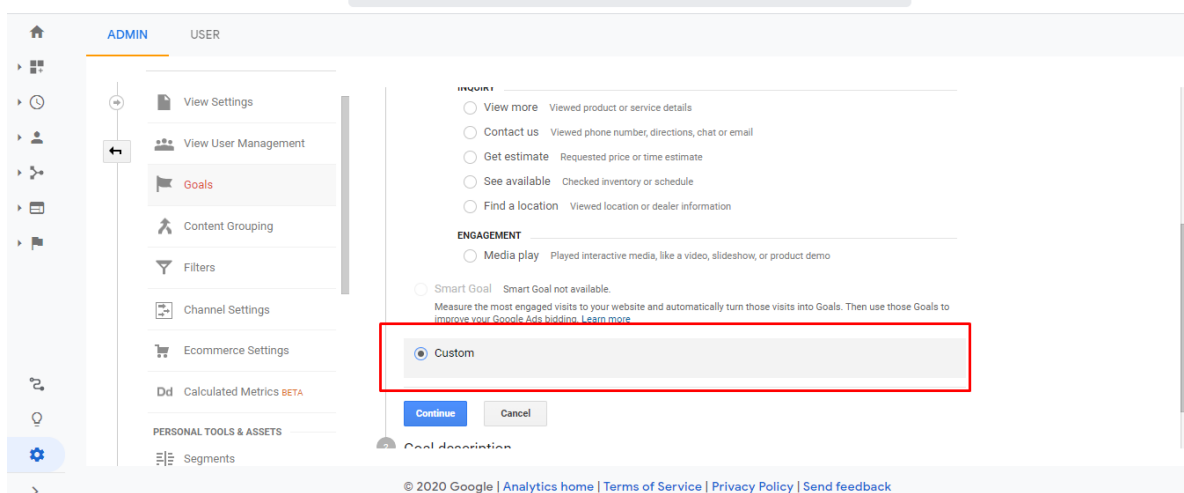 ADMIN USER
View Settings
View User Management
Goals
Content Grouping
Filters
Channel Settings
Ecommerce Settings
Dd Calculated Metrics BETA
PERSONAL TOOLS & ASSETS
Segments
INQUIRY
View more Viewed product or service details
Contact us Viewed phone number, directions, chat or email
Get estimate Requested price or time estimate
See available Checked inventory or schedule
Find a location Viewed location or dealer information
ENGAGEMENT
Media play Played interactive media, like a video, slideshow, or product demo
Smart Goal Smart Goal not available.
Measure the most engaged visits to your website and automatically turn those visits into Goals. Then use those Goals to
improve your Google Ads bidding. Learn more
Custom
Continue Cancel
2 Goal description
© 2020 Google | Analytics home | Terms of Service | Privacy Policy | Send feedback